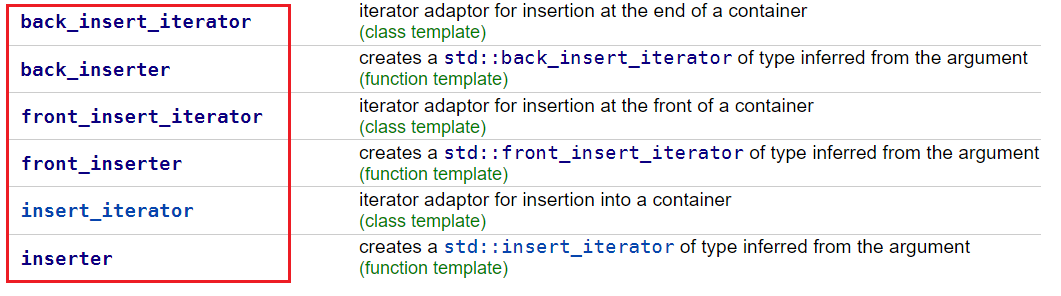 back_insert_iterator
iterator adaptor for insertion at the end of a container
(class template)
back_inserter
creates a std::back_insert_iterator of type inferred from the argument
(function template)
front_insert_iterator
iterator adaptor for insertion at the front of a container
(class template)
front_inserter
creates a std::front_insert_iterator of type inferred from the argument
(function template)
insert_iterator
iterator adaptor for insertion into a container
(class template)
inserter
creates a std::insert_iterator of type inferred from the argument
(function template)